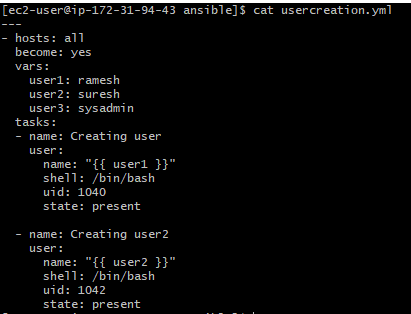 [ec2-user@ip-172-31-94-43 ansible]$ cat usercreation.yml
---
- hosts: all
  become: yes
  vars:
    user1: ramesh
    user2: suresh
    user3: sysadmin
  tasks:
  - name: Creating user
    user:
      name: "{{ user1 }}"
      shell: /bin/bash
      uid: 1040
      state: present

  - name: Creating user2
    user:
      name: "{{ user2 }}"
      shell: /bin/bash
      uid: 1042
      state: present